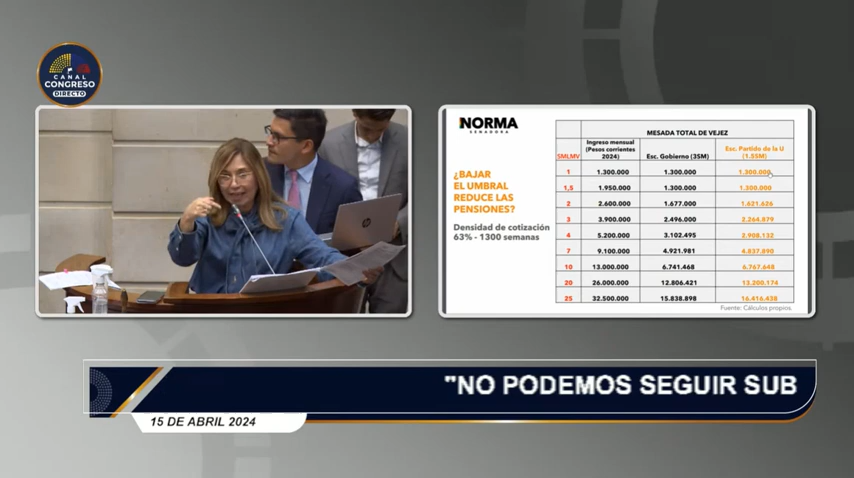 CANAL
CONGRESO
DIRECTO
NORMA
SENADORA
¿BAJAR
EL UMBRAL
REDUCE LAS
PENSIONES?
Densidad de cotización
63% - 1300 semanas
MESADA TOTAL DE VEJEZ
SMLMV Ingreso mensual (Pesos corrientes 2024) Esc. Gobierno (3SM) Esc. Partido de la U (1.5SM)
1 1.300.000 1.300.000 1.300.000
1,5 1.950.000 1.300.000 1.300.000
2 2.600.000 1.677.000 1.621.626
3 3.900.000 2.496.000 2.264.879
4 5.200.000 3.102.495 2.908.132
7 9.100.000 4.921.981 4.837.890
10 13.000.000 6.741.468 6.767.648
20 26.000.000 12.806.421 13.200.174
25 32.500.000 15.838.898 16.416.438
Fuente: Cálculos propios.
hp
"NO PODEMOS SEGUIR SUB
15 DE ABRIL 2024